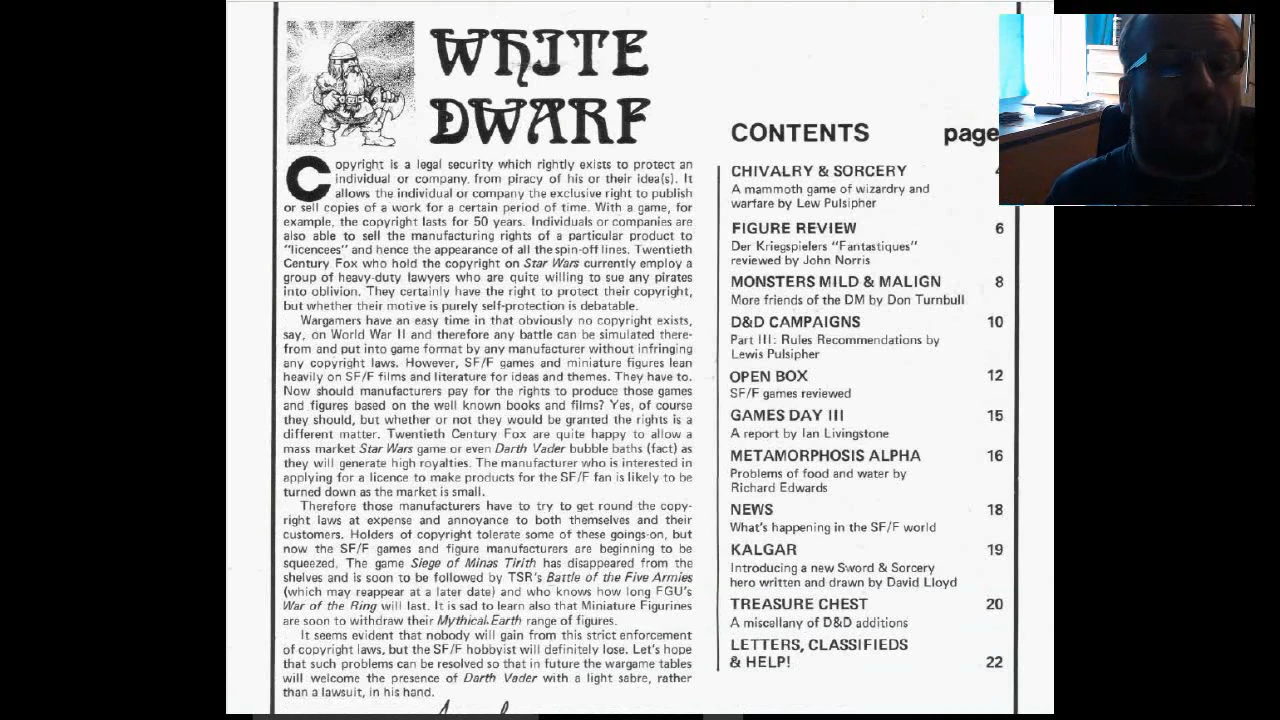 WHITE
DWARF
Copyright is a legal security which rightly exists to protect an
individual or company from piracy of his or their idea(s). It
allows the individual or company the exclusive right to publish
or sell copies of a work for a certain period of time. With a game, for
example, the copyright lasts for 50 years. Individuals or companies are
also able to sell the manufacturing rights of a particular product to
"licencees" and hence the appearance of all the spin-off lines. Twentieth
Century Fox who hold the copyright on Star Wars currently employ a
group of heavy-duty lawyers who are quite willing to sue any pirates
into oblivion. They certainly have the right to protect their copyright,
but whether their motive is purely self-protection is debatable.
Wargamers have an easy time in that obviously no copyright exists,
say, on World War II and therefore any battle can be simulated there-
from and put into game format by any manufacturer without infringing
any copyright laws. However, SF/F games and miniature figures lean
heavily on SF/F films and literature for ideas and themes. They have to.
Now should manufacturers pay for the rights to produce those games
and figures based on the well known books and films? Yes, of course
they should, but whether or not they would be granted the rights is a
different matter. Twentieth Century Fox are quite happy to allow a
mass market Star Wars game or even Darth Vader bubble baths (fact) as
they will generate high royalties. The manufacturer who is interested in
applying for a licence to make products for the SF/F fan is likely to be
turned down as the market is small.
Therefore those manufacturers have to try to get round the copy-
right laws at expense and annoyance to both themselves and their
customers. Holders of copyright tolerate some of these goings-on, but
now the SF/F games and figure manufacturers are beginning to be
squeezed. The game Siege of Minas Tirith has disappeared from the
shelves and is soon to be followed by TSR's Battle of the Five Armies
(which may reappear at a later date) and who knows how long FGU's
War of the Ring will last. It is sad to learn also that Miniature Figurines
are soon to withdraw their Mythical Earth range of figures.
It seems evident that nobody will gain from this strict enforcement
of copyright laws, but the SF/F hobbyist will definitely lose. Let's hope
that such problems can be resolved so that in future the wargame tables
will welcome the presence of Darth Vader with a light sabre, rather
than a lawsuit, in his hand.
CONTENTS page
CHIVALRY & SORCERY
A mammoth game of wizardry and
warfare by Lew Pulsipher
FIGURE REVIEW 6
Der Kriegspielers "Fantastiques"
reviewed by John Norris
MONSTERS MILD & MALIGN 8
More friends of the DM by Don Turnbull
D&D CAMPAIGNS 10
Part III: Rules Recommendations by
Lewis Pulsipher
OPEN BOX 12
SF/F games reviewed
GAMES DAY III 15
A report by Ian Livingstone
METAMORPHOSIS ALPHA 16
Problems of food and water by
Richard Edwards
NEWS 18
What's happening in the SF/F world
KALGAR 19
Introducing a new Sword & Sorcery
hero written and drawn by David Lloyd
TREASURE CHEST 20
A miscellany of D&D additions
LETTERS, CLASSIFIEDS
& HELP! 22